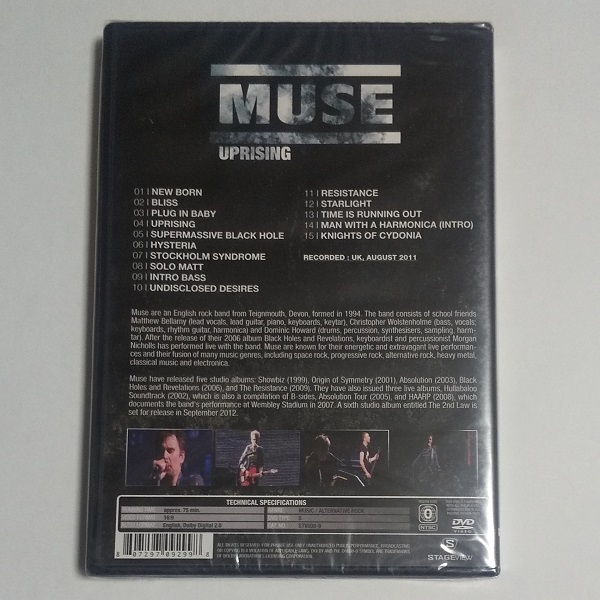 MUSE
UPRISING
01 | NEW BORN
02 | BLISS
03 | PLUG IN BABY
04 | UPRISING
05 | SUPERMASSIVE BLACK HOLE
06 | HYSTERIA
07 | STOCKHOLM SYNDROME
08 | SOLO MATT
09 | INTRO BASS
10 | UNDISCLOSED DESIRES
11 | RESISTANCE
12 | STARLIGHT
13 | TIME IS RUNNING OUT
14 | MAN WITH A HARMONICA (INTRO)
15 | KNIGHTS OF CYDONIA
RECORDED : UK, AUGUST 2011
Muse are an English rock band from Teignmouth, Devon, formed in 1994. The band consists of school friends
Matthew Bellamy (lead vocals, lead guitar, piano, keyboards, keytar), Christopher Wolstenholme (bass, vocals,
keyboards, rhythm guitar, harmonica) and Dominic Howard (drums, percussion, synthesisers, sampling, harm-
tar). After the release of their 2006 album Black Holes and Revelations, keyboardist and percussionist Morgan
Nicholls has performed live with the band. Muse are known for their energetic and extravagant live performan-
ces and their fusion of many music genres, including space rock, progressive rock, alternative rock, heavy metal,
classical music and electronica.
Muse have released five studio albums: Showbiz (1999), Origin of Symmetry (2001), Absolution (2003), Black
Holes and Revelations (2006), and The Resistance (2009). They have also issued three live albums, Hullabaloo
Soundtrack (2002), which is also a compilation of B-sides, Absolution Tour (2005), and HAARP (2008), which
documents the band's performance at Wembley Stadium in 2007. A sixth studio album entitled The 2nd Law is
set for release in September 2012.
TECHNICAL SPECIFICATIONS
approx. 75 min.
MUSIC / ALTERNATIVE ROCK
16:9
0
English, Dolby Digital 2.0
NTSC
DVD
VIDEO
STAGEVIEW
8 07297 09299